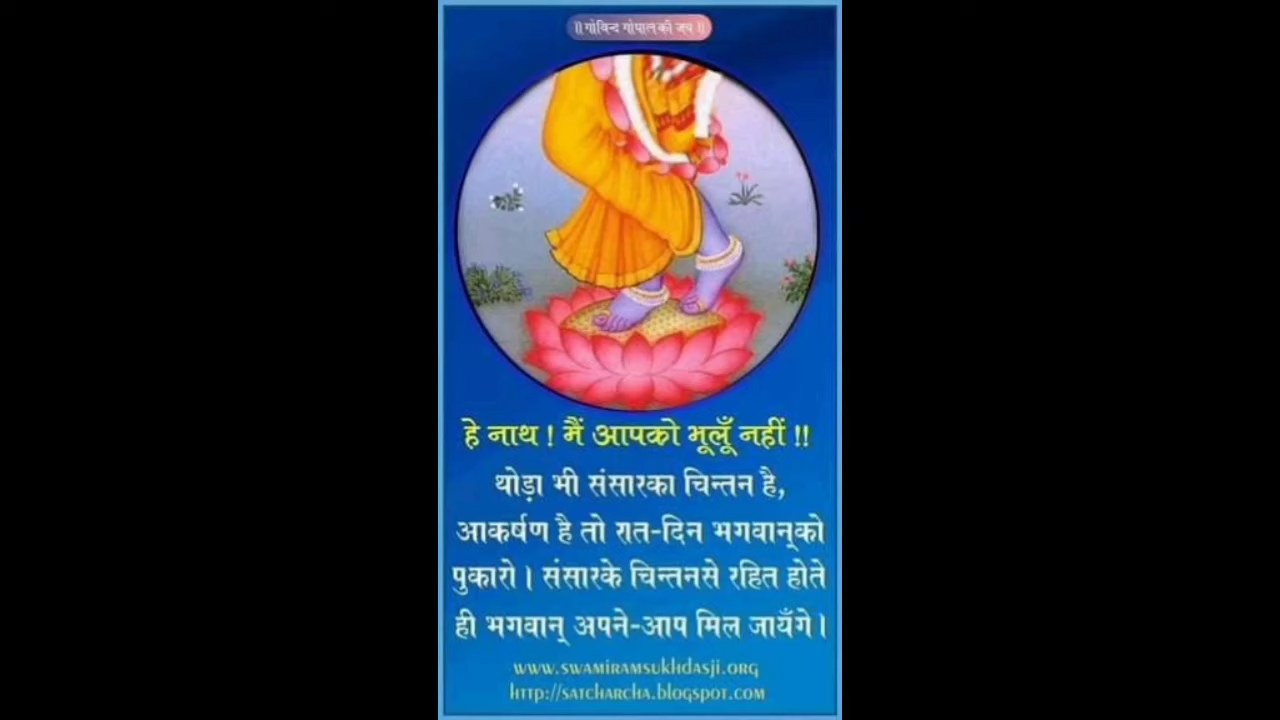 ॥ गोविन्द गोपाल की जय ॥
हे नाथ ! मैं आपको भूलूँ नहीं !!
थोड़ा भी संसारका चिन्तन है,
आकर्षण है तो रात-दिन भगवान्‌को
पुकारो । संसारके चिन्तनसे रहित होते
ही भगवान् अपने-आप मिल जायँगे ।
www.swamiramsukhdasji.org
http://satcharcha.blogspot.com